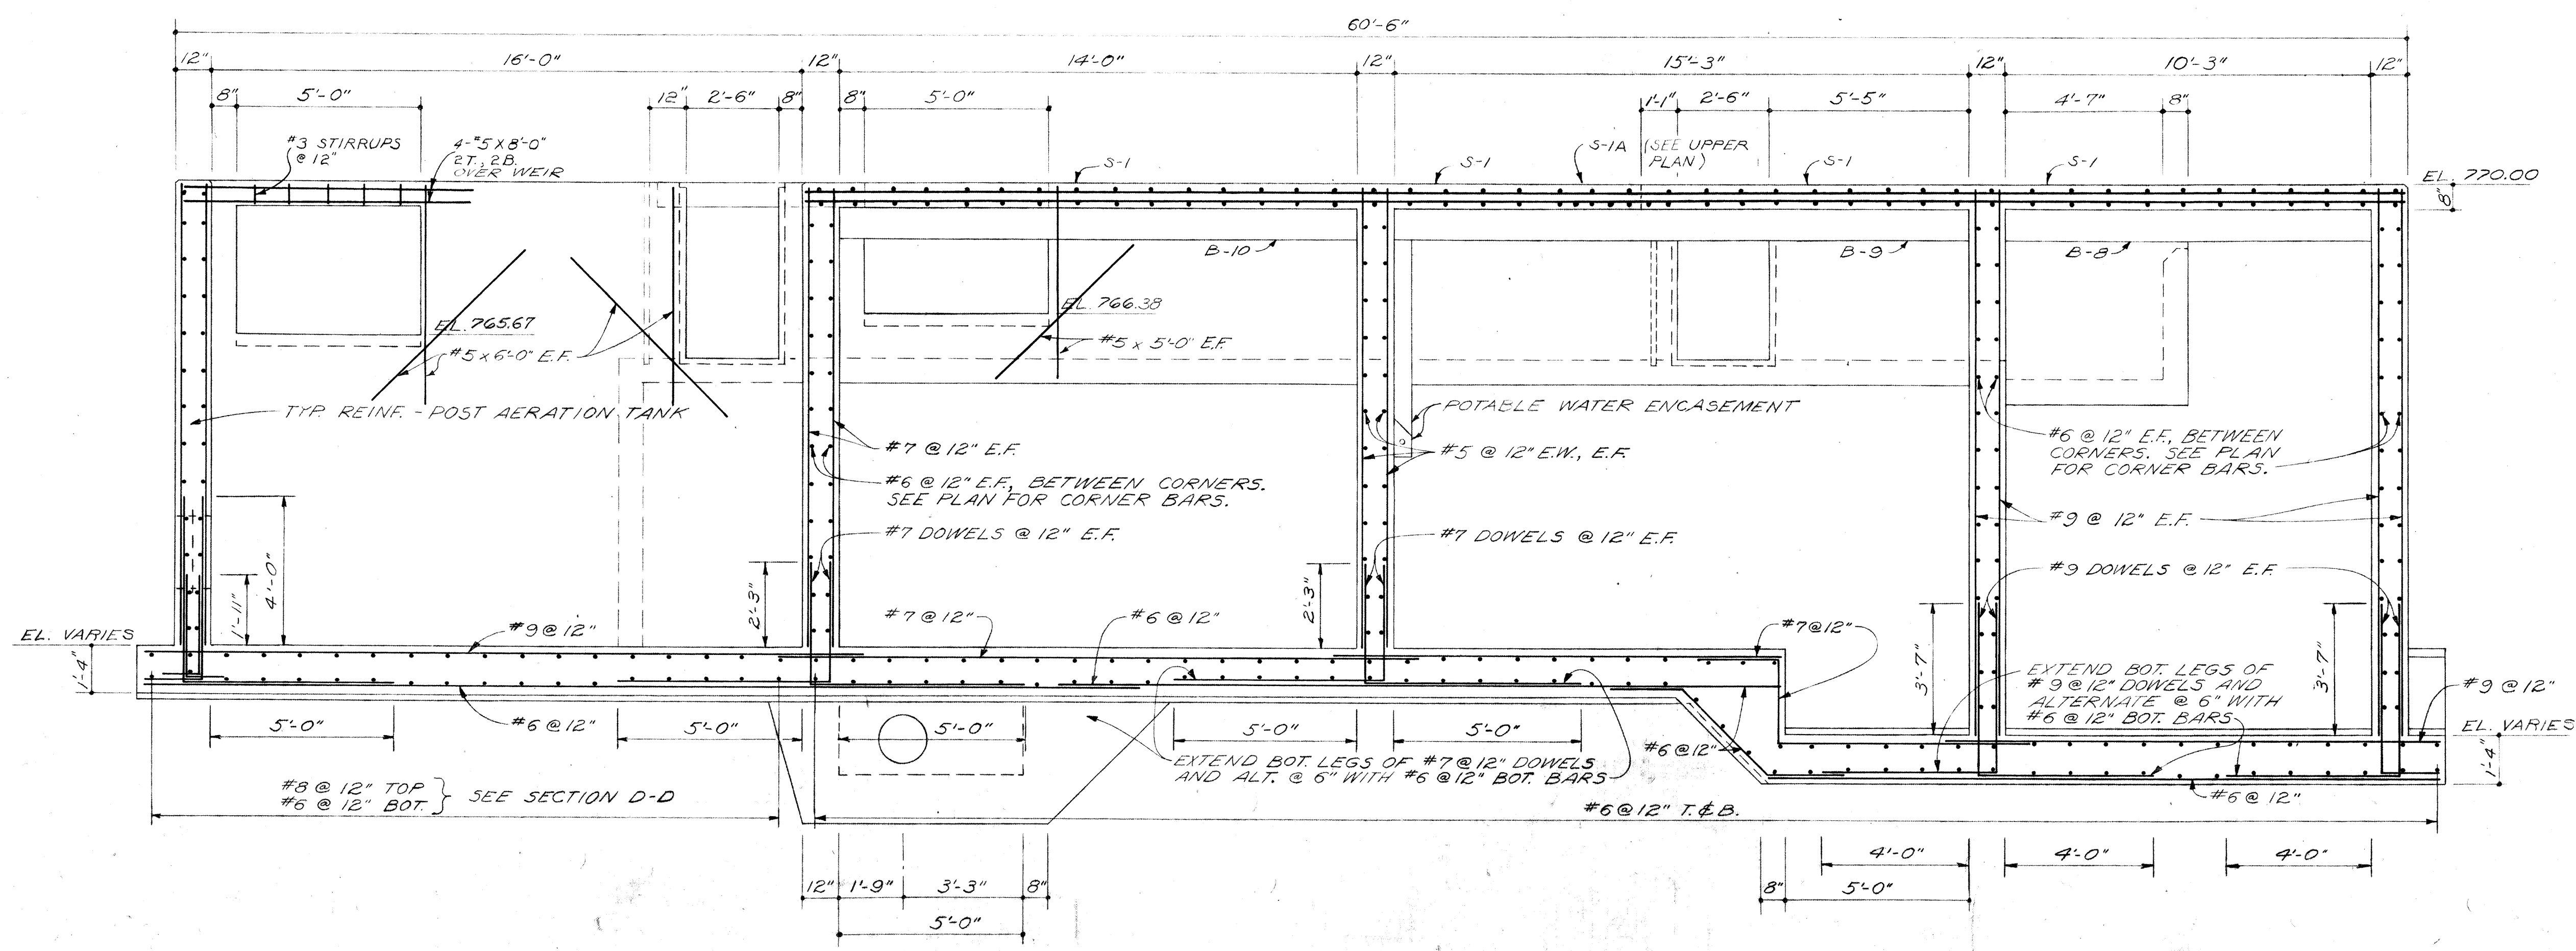 60'-6"
12" 16'-0" 12" 14'-0" 12" 15'-3" 12" 10'-3" 12"
8" 5'-0" 12" 2'-6" 8" 8" 5'-0" 1'-1" 2'-6" 5'-5" 4'-7" 8"
#3 STIRRUPS
@ 12"
4-#5 X 8'-0"
2T., 2B.
OVER WEIR
S-1
S-1
S-1A (SEE UPPER
PLAN)
S-1
S-1
EL. 770.00
8"
B-10
B-9
B-8
EL. 765.67
#5 x 6'-0" E.F.
EL. 766.38
#5 x 5'-0" E.F.
TYP. REINF. - POST AERATION TANK
POTABLE WATER ENCASEMENT
#7 @ 12" E.F.
#6 @ 12" E.F., BETWEEN CORNERS.
SEE PLAN FOR CORNER BARS.
#7 DOWELS @ 12" E.F.
#5 @ 12" E.W., E.F.
#7 DOWELS @ 12" E.F.
#6 @ 12" E.F., BETWEEN
CORNERS. SEE PLAN
FOR CORNER BARS.
#9 @ 12" E.F.
#9 DOWELS @ 12" E.F.
1'-11"
4'-0"
2'-3"
2'-3"
3'-7"
3'-7"
EL. VARIES
1'-4"
#9 @ 12"
#7 @ 12"
#6 @ 12"
#7 @ 12"
EXTEND BOT. LEGS OF
#9 @ 12" DOWELS AND
ALTERNATE @ 6" WITH
#6 @ 12" BOT. BARS
#9 @ 12"
EL. VARIES
1'-4"
5'-0"
#6 @ 12"
5'-0"
5'-0"
5'-0"
5'-0"
#6 @ 12"
EXTEND BOT. LEGS OF #7 @ 12" DOWELS
AND ALT. @ 6" WITH #6 @ 12" BOT. BARS
#6 @ 12"
#8 @ 12" TOP
#6 @ 12" BOT.
SEE SECTION D-D
#6 @ 12" T. & B.
4'-0" 4'-0" 4'-0"
12" 1'-9" 3'-3" 8"
8" 5'-0"
5'-0"